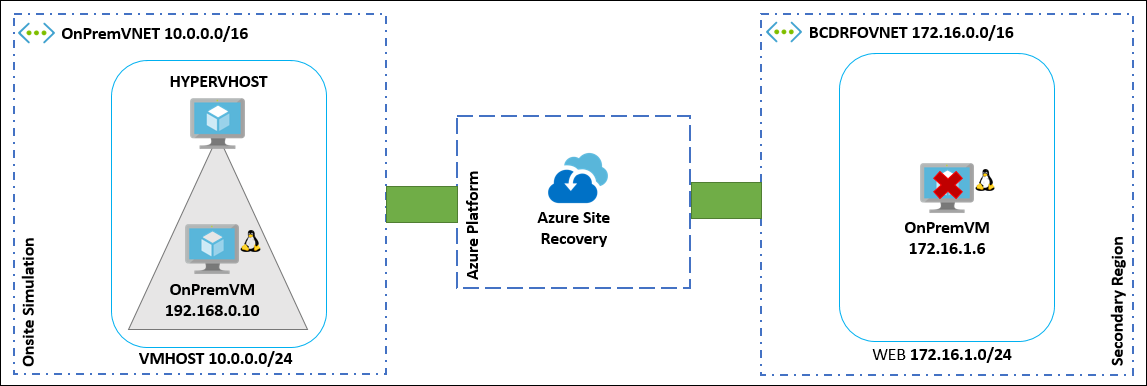 OnPremVNET 10.0.0.0/16
HYPERVHOST
OnPremVM
192.168.0.10
VMHOST 10.0.0.0/24
Onsite Simulation
Azure Platform
Azure Site
Recovery
BCDRFOVNET 172.16.0.0/16
OnPremVM
172.16.1.6
WEB 172.16.1.0/24
Secondary Region